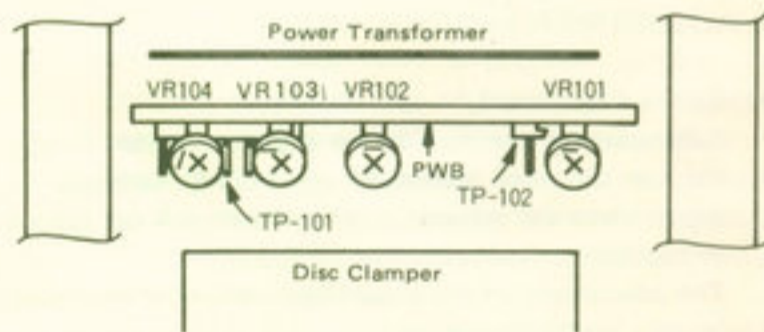 Power Transformer
VR104 VR103 VR102 VR101
PWB
TP-102
TP-101
Disc Clamper